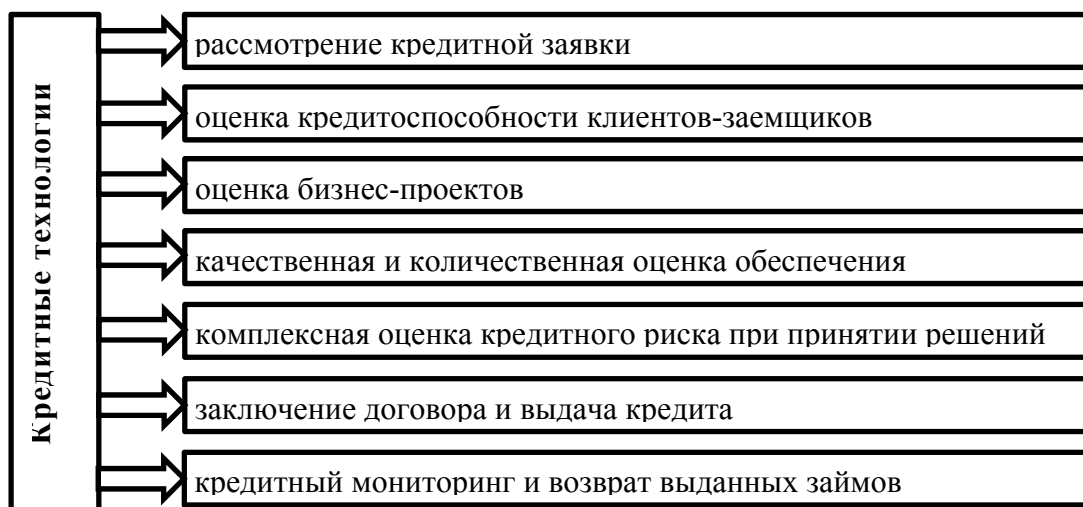 Кредитные технологии
рассмотрение кредитной заявки
оценка кредитоспособности клиентов-заемщиков
оценка бизнес-проектов
качественная и количественная оценка обеспечения
комплексная оценка кредитного риска при принятии решений
заключение договора и выдача кредита
кредитный мониторинг и возврат выданных займов